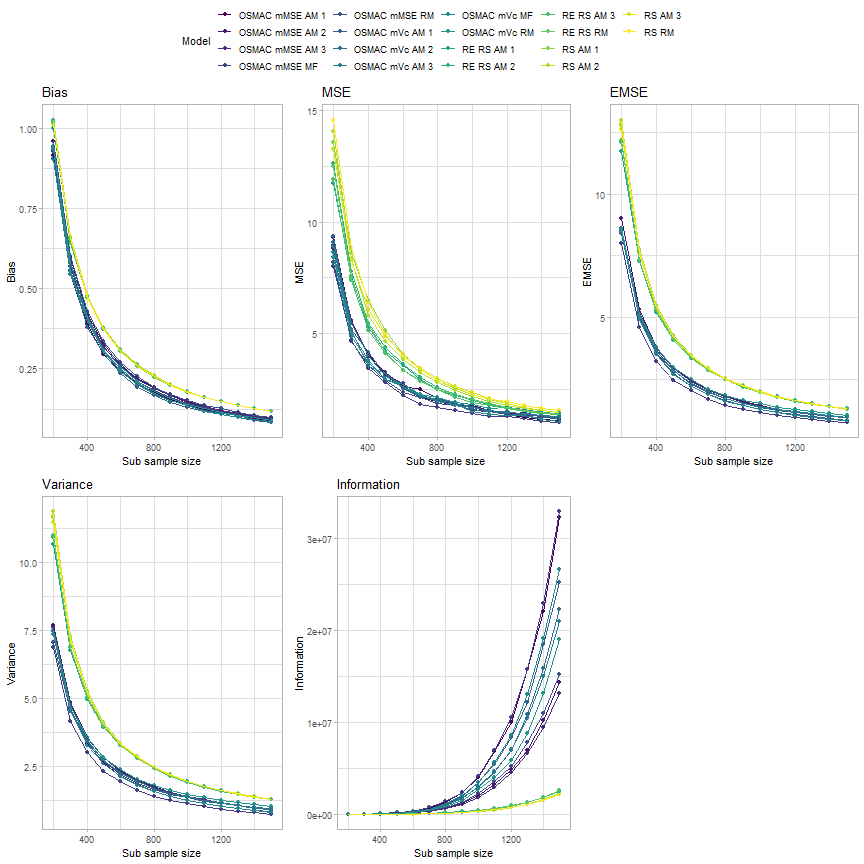 OSMAC mMSE AM 1 OSMAC mMSE RM OSMAC mVc MF RE RS AM 3 RS AM 3
OSMAC mMSE AM 2 OSMAC mVc AM 1 OSMAC mVc RM RE RS RM RS RM
Model
OSMAC mMSE AM 3 OSMAC mVc AM 2 RE RS AM 1 RS AM 1
OSMAC mMSE MF OSMAC mVc AM 3 RE RS AM 2 RS AM 2
Bias
1.00
0.75
0.50
0.25
Bias
400 800 1200
Sub sample size
MSE
15
10
5
MSE
400 800 1200
Sub sample size
EMSE
10
5
EMSE
400 800 1200
Sub sample size
Variance
10.0
7.5
5.0
2.5
Variance
400 800 1200
Sub sample size
Information
3e+07
2e+07
1e+07
0e+00
Information
400 800 1200
Sub sample size